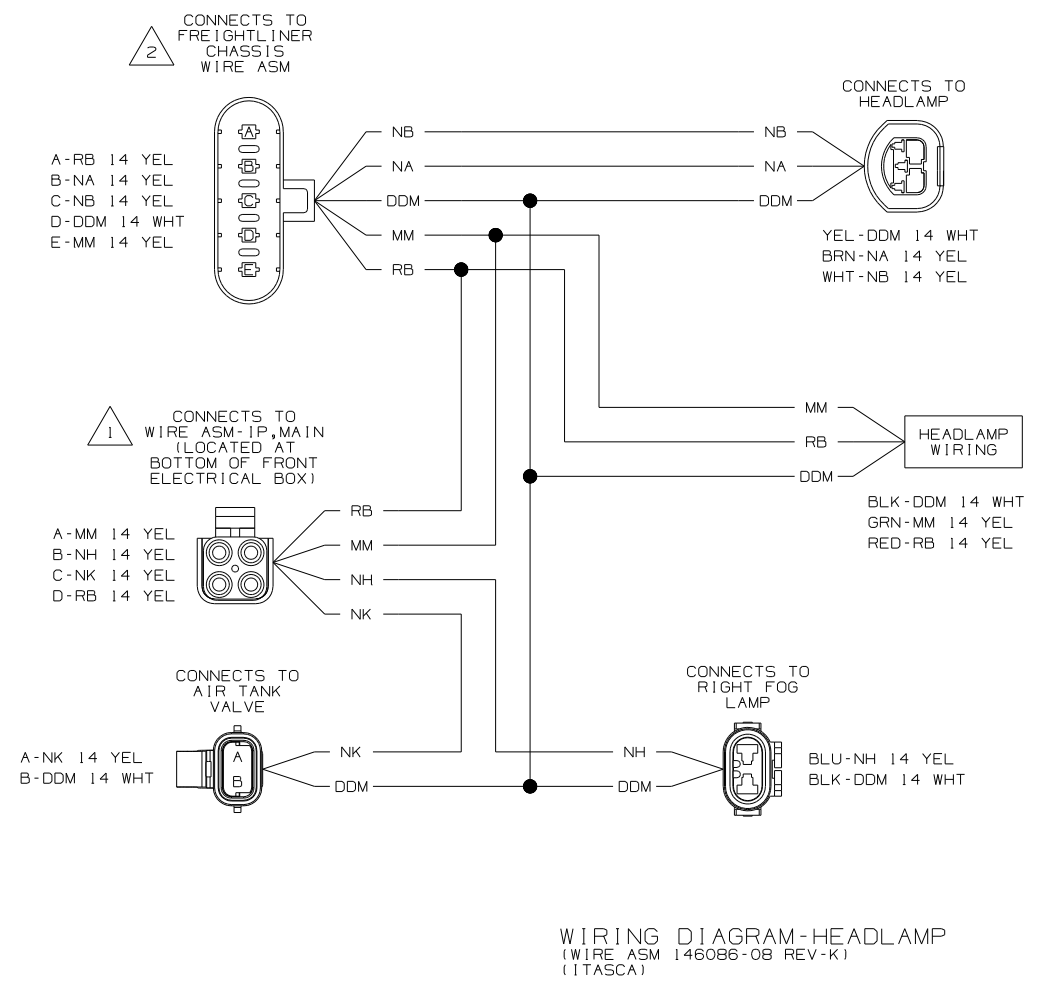 CONNECTS TO
FREIGHTLINER
CHASSIS
WIRE ASM
2
A
B
C
D
E
A-RB 14 YEL
B-NA 14 YEL
C-NB 14 YEL
D-DDM 14 WHT
E-MM 14 YEL
NB
NA
DDM
MM
RB
NB
NA
DDM
CONNECTS TO
HEADLAMP
YEL-DDM 14 WHT
BRN-NA 14 YEL
WHT-NB 14 YEL
1
CONNECTS TO
WIRE ASM-IP,MAIN
(LOCATED AT
BOTTOM OF FRONT
ELECTRICAL BOX)
A-MM 14 YEL
B-NH 14 YEL
C-NK 14 YEL
D-RB 14 YEL
RB
MM
NH
NK
MM
RB
DDM
HEADLAMP
WIRING
BLK-DDM 14 WHT
GRN-MM 14 YEL
RED-RB 14 YEL
CONNECTS TO
AIR TANK
VALVE
A-NK 14 YEL
B-DDM 14 WHT
A
B
NK
DDM
NH
DDM
CONNECTS TO
RIGHT FOG
LAMP
BLU-NH 14 YEL
BLK-DDM 14 WHT
WIRING DIAGRAM-HEADLAMP
(WIRE ASM 146086-08 REV-K)
(ITASCA)